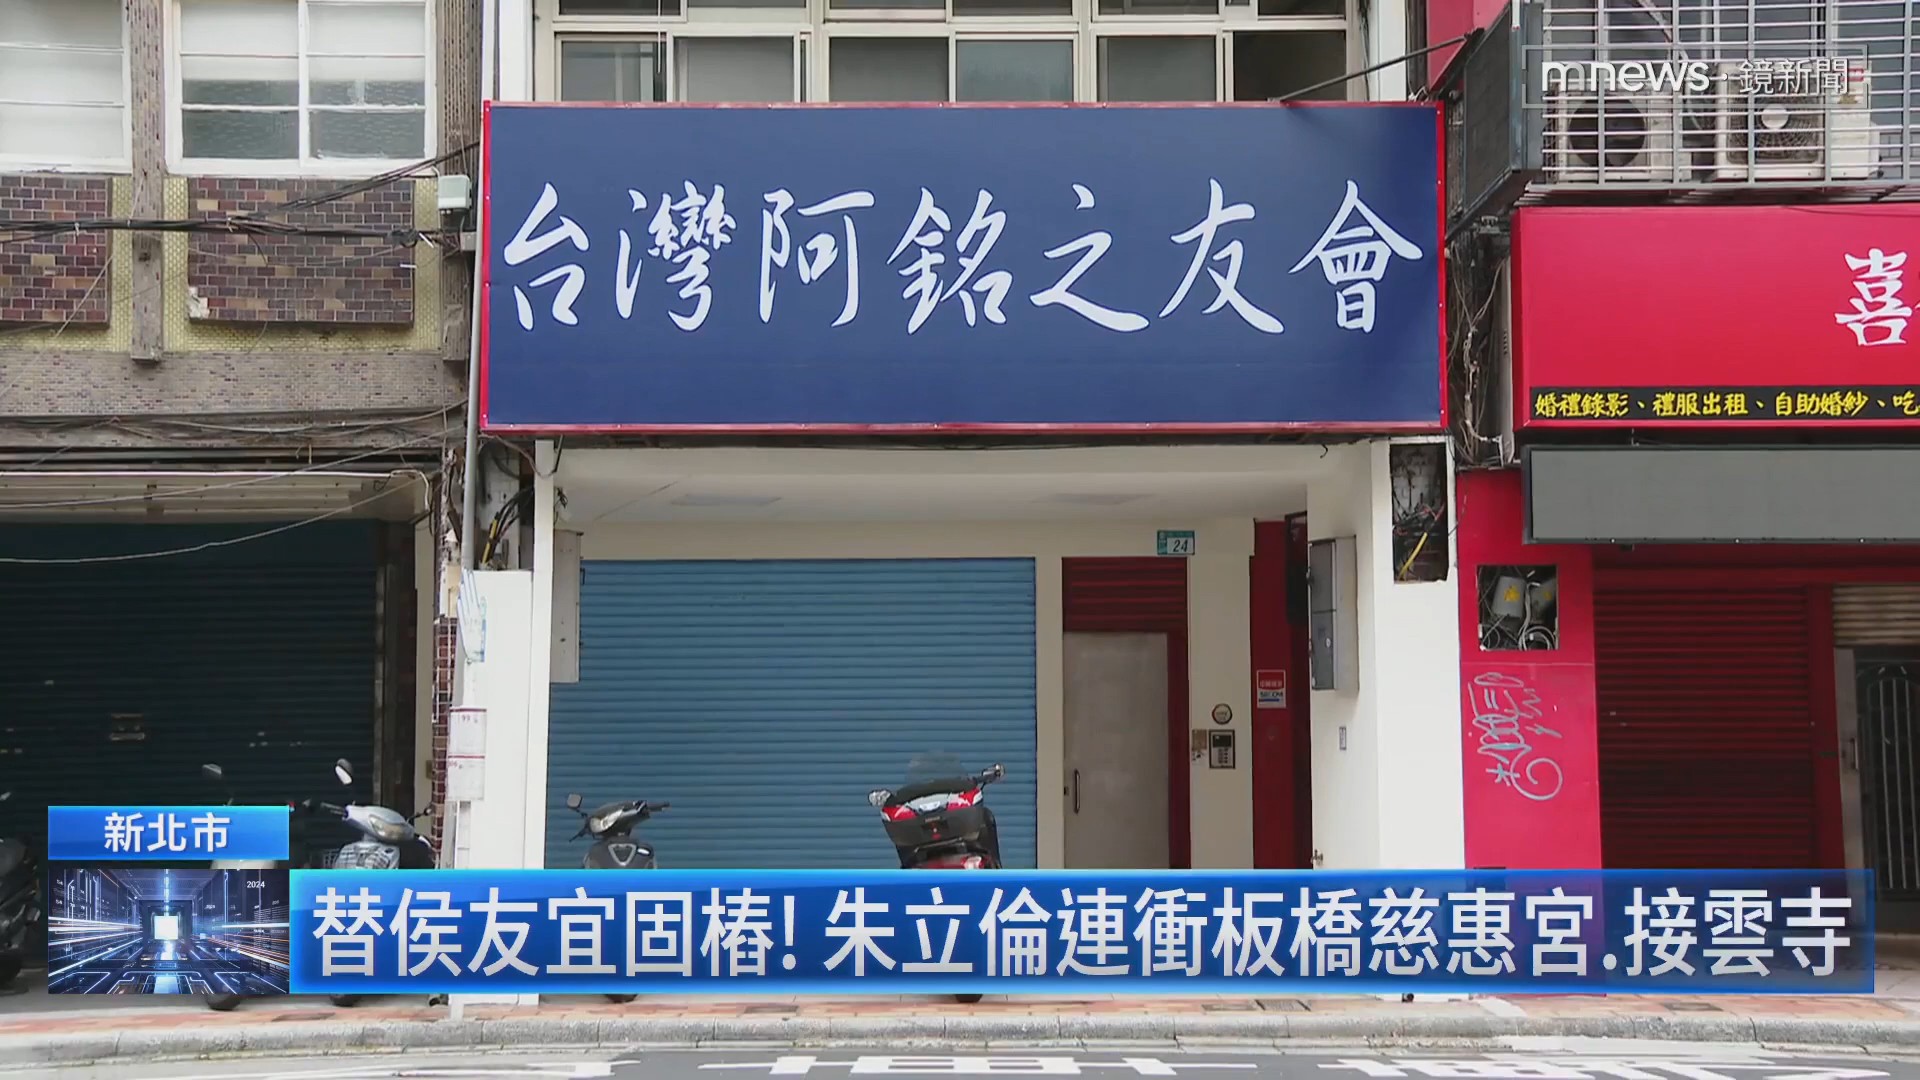 mnews·鏡新聞
台灣阿銘之友會
喜
婚禮錄影、禮服出租、自助婚紗、吃
24
新北市
2024
替侯友宜固樁!朱立倫連衝板橋慈惠宮.接雲寺